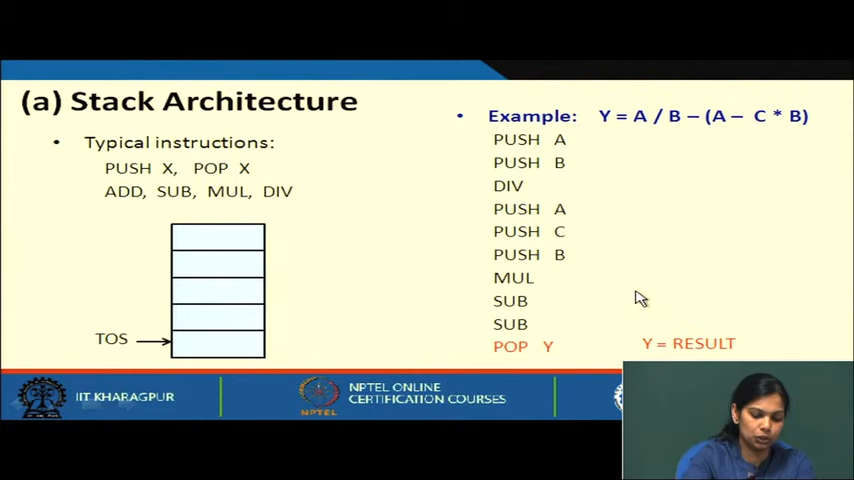 (a) Stack Architecture
• Typical instructions:
PUSH X, POP X
ADD, SUB, MUL, DIV
TOS
• Example: Y = A / B – (A – C * B)
PUSH A
PUSH B
DIV
PUSH A
PUSH C
PUSH B
MUL
SUB
SUB
POP Y
Y = RESULT
IIT KHARAGPUR
NPTEL
NPTEL ONLINE
CERTIFICATION COURSES